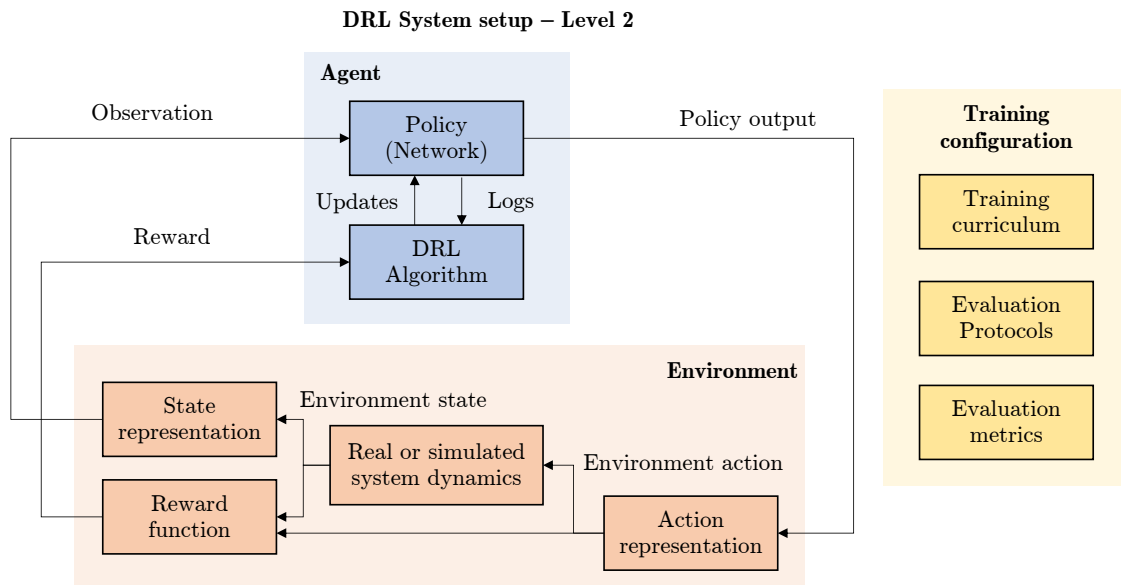 DRL System setup – Level 2
Agent
Observation
Policy
(Network)
Policy output
Updates
Logs
Reward
DRL
Algorithm
Environment
State
representation
Environment state
Real or simulated
system dynamics
Environment action
Reward
function
Action
representation
Training
configuration
Training
curriculum
Evaluation
Protocols
Evaluation
metrics